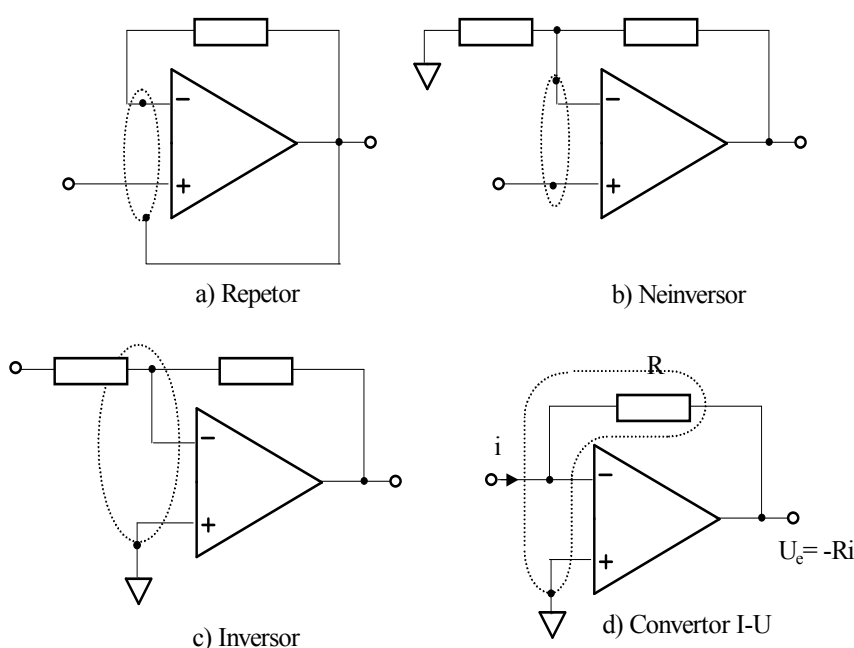 −
+
a) Repetor
−
+
b) Neinversor
−
+
c) Inversor
R
i
−
+
U_e= -Ri
d) Convertor I-U